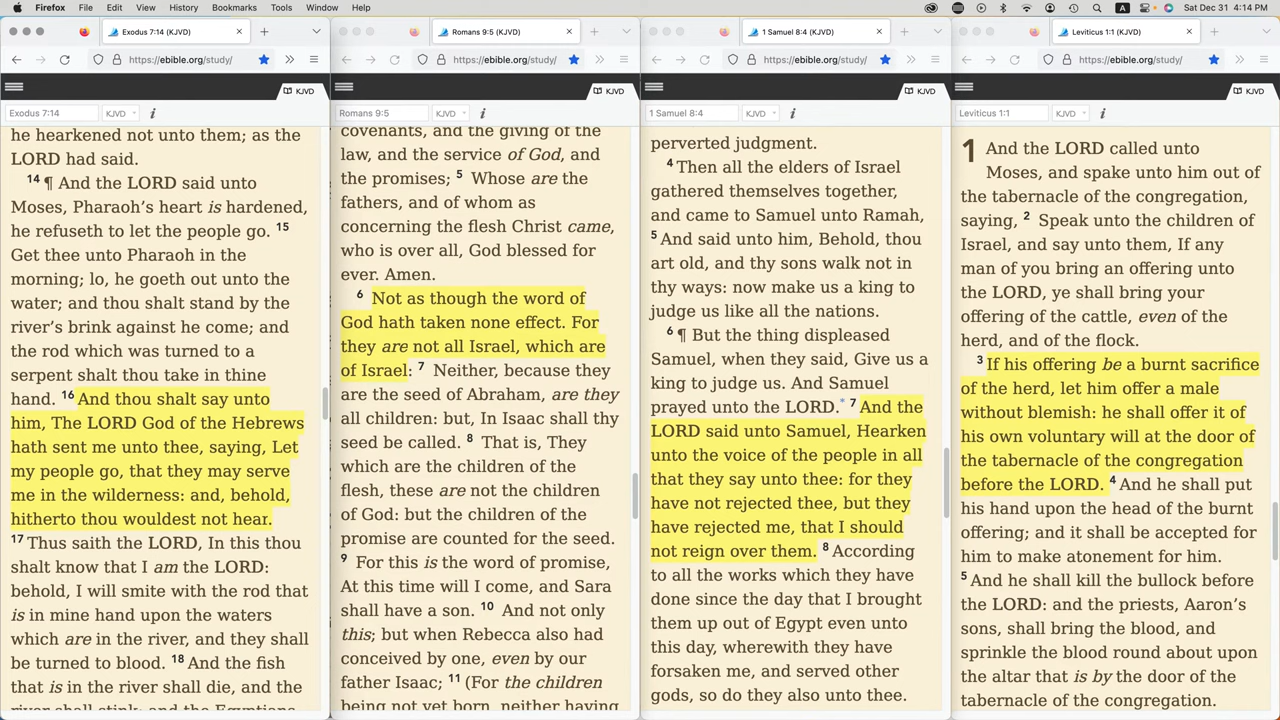 Firefox File Edit View History Bookmarks Tools Window Help
A
Sat Dec 31 4:14 PM
Exodus 7:14 (KJVD)
https://ebible.org/study/
KJVD
Exodus 7:14 KJVD i
he hearkened not unto them; as the
LORD had said.
14 ¶ And the LORD said unto
Moses, Pharaoh’s heart is hardened,
he refuseth to let the people go. 15
Get thee unto Pharaoh in the
morning; lo, he goeth out unto the
water; and thou shalt stand by the
river’s brink against he come; and
the rod which was turned to a
serpent shalt thou take in thine
hand. 16 And thou shalt say unto
him, The LORD God of the Hebrews
hath sent me unto thee, saying, Let
my people go, that they may serve
me in the wilderness: and, behold,
hitherto thou wouldest not hear.
17 Thus saith the LORD, In this thou
shalt know that I am the LORD:
behold, I will smite with the rod that
is in mine hand upon the waters
which are in the river, and they shall
be turned to blood. 18 And the fish
that is in the river shall die, and the
river shall stink; and the Egyptians
Romans 9:5 (KJVD)
https://ebible.org/study/
KJVD
Romans 9:5 KJVD i
covenants, and the giving of the
law, and the service of God, and
the promises; 5 Whose are the
fathers, and of whom as
concerning the flesh Christ came,
who is over all, God blessed for
ever. Amen.
6 Not as though the word of
God hath taken none effect. For
they are not all Israel, which are
of Israel: 7 Neither, because they
are the seed of Abraham, are they
all children: but, In Isaac shall thy
seed be called. 8 That is, They
which are the children of the
flesh, these are not the children
of God: but the children of the
promise are counted for the seed.
9 For this is the word of promise,
At this time will I come, and Sara
shall have a son. 10 And not only
this; but when Rebecca also had
conceived by one, even by our
father Isaac; 11 (For the children
being not yet born, neither having
1 Samuel 8:4 (KJVD)
https://ebible.org/study/
KJVD
1 Samuel 8:4 KJVD i
perverted judgment.
4 Then all the elders of Israel
gathered themselves together,
and came to Samuel unto Ramah,
5 And said unto him, Behold, thou
art old, and thy sons walk not in
thy ways: now make us a king to
judge us like all the nations.
6 ¶ But the thing displeased
Samuel, when they said, Give us a
king to judge us. And Samuel
prayed unto the LORD.* 7 And the
LORD said unto Samuel, Hearken
unto the voice of the people in all
that they say unto thee: for they
have not rejected thee, but they
have rejected me, that I should
not reign over them. 8 According
to all the works which they have
done since the day that I brought
them up out of Egypt even unto
this day, wherewith they have
forsaken me, and served other
gods, so do they also unto thee.
Leviticus 1:1 (KJVD)
https://ebible.org/study/
KJVD
Leviticus 1:1 KJVD i
1 And the LORD called unto
Moses, and spake unto him out of
the tabernacle of the congregation,
saying, 2 Speak unto the children of
Israel, and say unto them, If any
man of you bring an offering unto
the LORD, ye shall bring your
offering of the cattle, even of the
herd, and of the flock.
3 If his offering be a burnt sacrifice
of the herd, let him offer a male
without blemish: he shall offer it of
his own voluntary will at the door of
the tabernacle of the congregation
before the LORD. 4 And he shall put
his hand upon the head of the burnt
offering; and it shall be accepted for
him to make atonement for him.
5 And he shall kill the bullock before
the LORD: and the priests, Aaron’s
sons, shall bring the blood, and
sprinkle the blood round about upon
the altar that is by the door of the
tabernacle of the congregation.